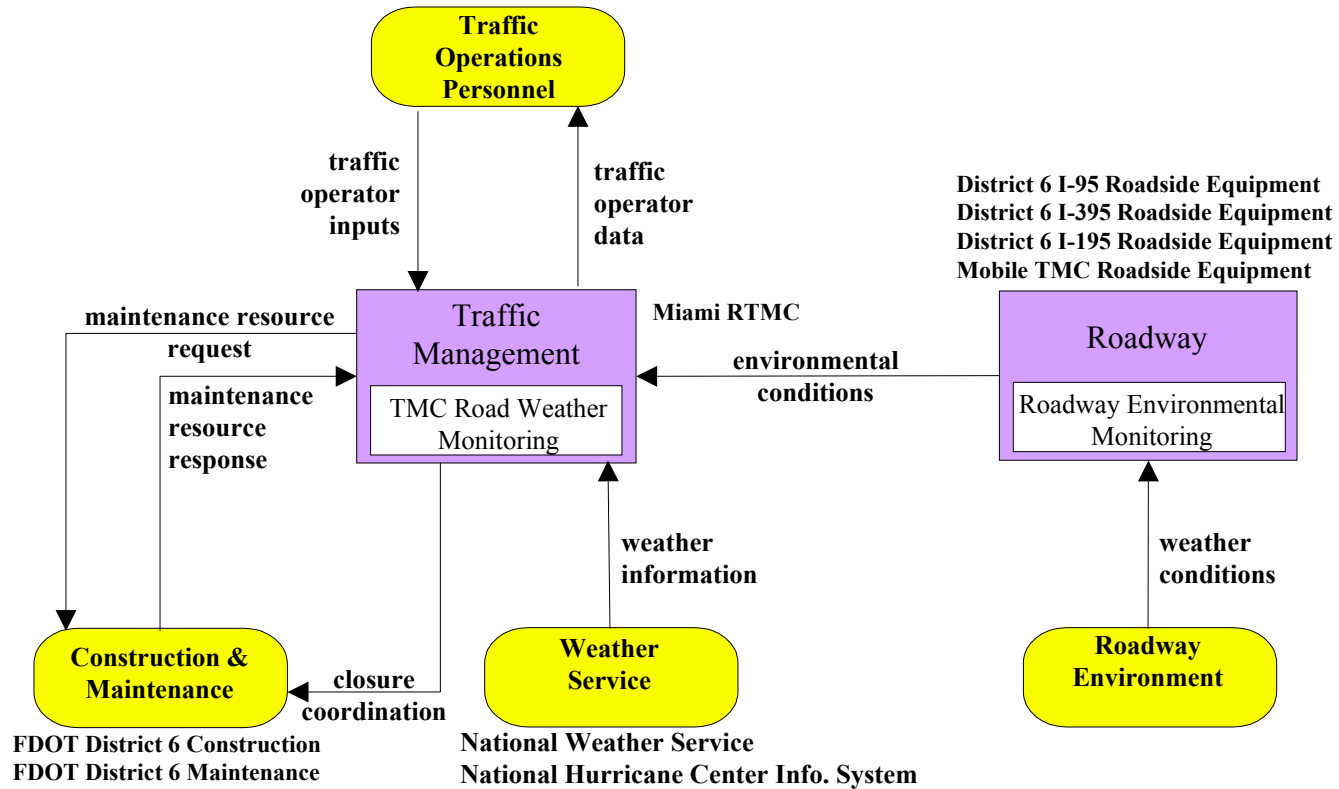 Traffic
Operations
Personnel
traffic
operator
inputs
traffic
operator
data
District 6 I-95 Roadside Equipment
District 6 I-395 Roadside Equipment
District 6 I-195 Roadside Equipment
Mobile TMC Roadside Equipment
maintenance resource
request
maintenance
resource
response
Traffic
Management
TMC Road Weather
Monitoring
Miami RTMC
environmental
conditions
Roadway
Roadway Environmental
Monitoring
weather
information
weather
conditions
Construction &
Maintenance
closure
coordination
Weather
Service
Roadway
Environment
FDOT District 6 Construction
FDOT District 6 Maintenance
National Weather Service
National Hurricane Center Info. System